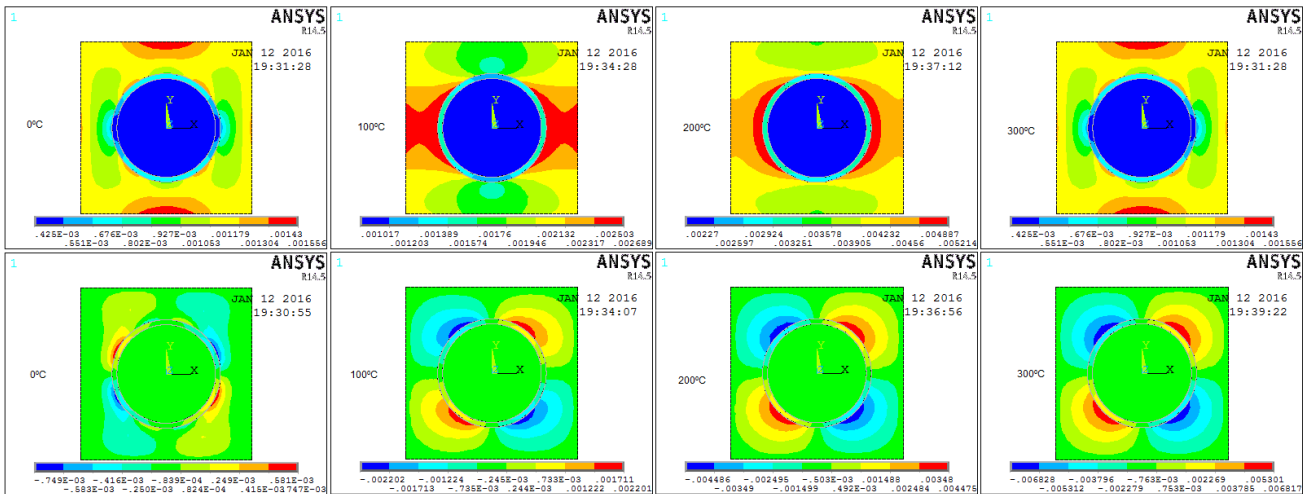 1
ANSYS
R14.5
JAN 12 2016
19:31:28
0ºC
Y
X
.425E-03 .676E-03 .927E-03 .001179 .00143
.551E-03 .802E-03 .001053 .001304 .001556
1
ANSYS
R14.5
JAN 12 2016
19:34:28
100ºC
Y
X
.001017 .001389 .00176 .002132 .002503
.001203 .001574 .001946 .002317 .002689
1
ANSYS
R14.5
JAN 12 2016
19:37:12
200ºC
Y
X
.00227 .002924 .003578 .004232 .004887
.002597 .003251 .003905 .00456 .005214
1
ANSYS
R14.5
JAN 12 2016
19:31:28
300ºC
Y
X
.425E-03 .676E-03 .927E-03 .001179 .00143
.551E-03 .802E-03 .001053 .001304 .001556
1
ANSYS
R14.5
JAN 12 2016
19:30:55
0ºC
Y
X
-.749E-03 -.416E-03 -.839E-04 .249E-03 .581E-03
-.583E-03 -.250E-03 .824E-04 .415E-03 .747E-03
1
ANSYS
R14.5
JAN 12 2016
19:34:07
100ºC
Y
X
-.002202 -.001224 -.245E-03 .733E-03 .001711
-.001713 -.735E-03 .244E-03 .001222 .002201
1
ANSYS
R14.5
JAN 12 2016
19:36:56
200ºC
Y
X
-.004486 -.002495 -.503E-03 .001488 .00348
-.00349 -.001499 .492E-03 .002484 .004475
1
ANSYS
R14.5
JAN 12 2016
19:39:22
300ºC
Y
X
-.006828 -.003796 -.763E-03 .002269 .005301
-.005312 -.002279 .753E-03 .003785 .006817